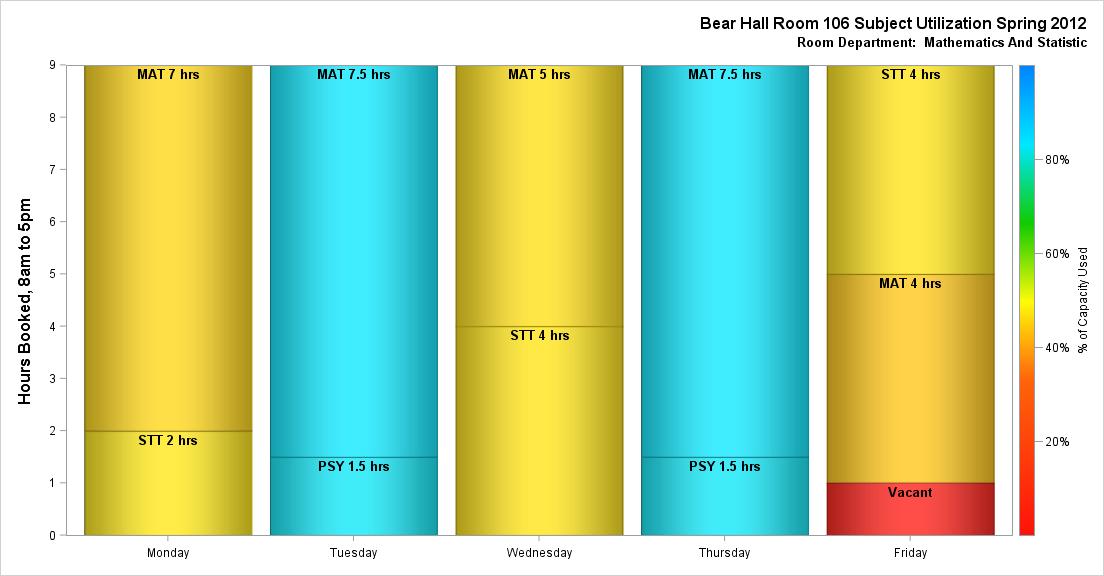 Bear Hall Room 106 Subject Utilization Spring 2012
Room Department:  Mathematics And Statistic
Hours Booked, 8am to 5pm
9
8
7
6
5
4
3
2
1
0
MAT 7 hrs
STT 2 hrs
MAT 7.5 hrs
PSY 1.5 hrs
MAT 5 hrs
STT 4 hrs
MAT 7.5 hrs
PSY 1.5 hrs
STT 4 hrs
MAT 4 hrs
Vacant
Monday
Tuesday
Wednesday
Thursday
Friday
80%
60%
40%
20%
% of Capacity Used